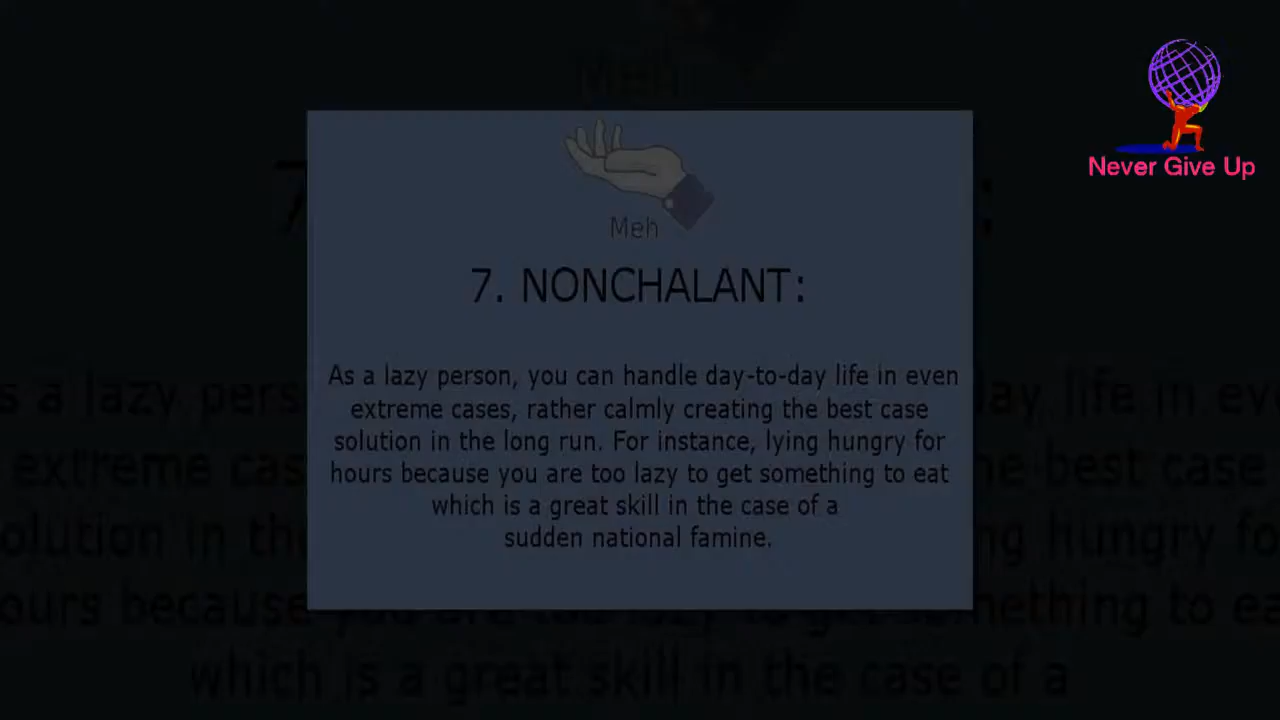 Never Give Up
Meh
7. NONCHALANT:
As a lazy person, you can handle day-to-day life in even
extreme cases, rather calmly creating the best case
solution in the long run. For instance, lying hungry for
hours because you are too lazy to get something to eat
which is a great skill in the case of a
sudden national famine.